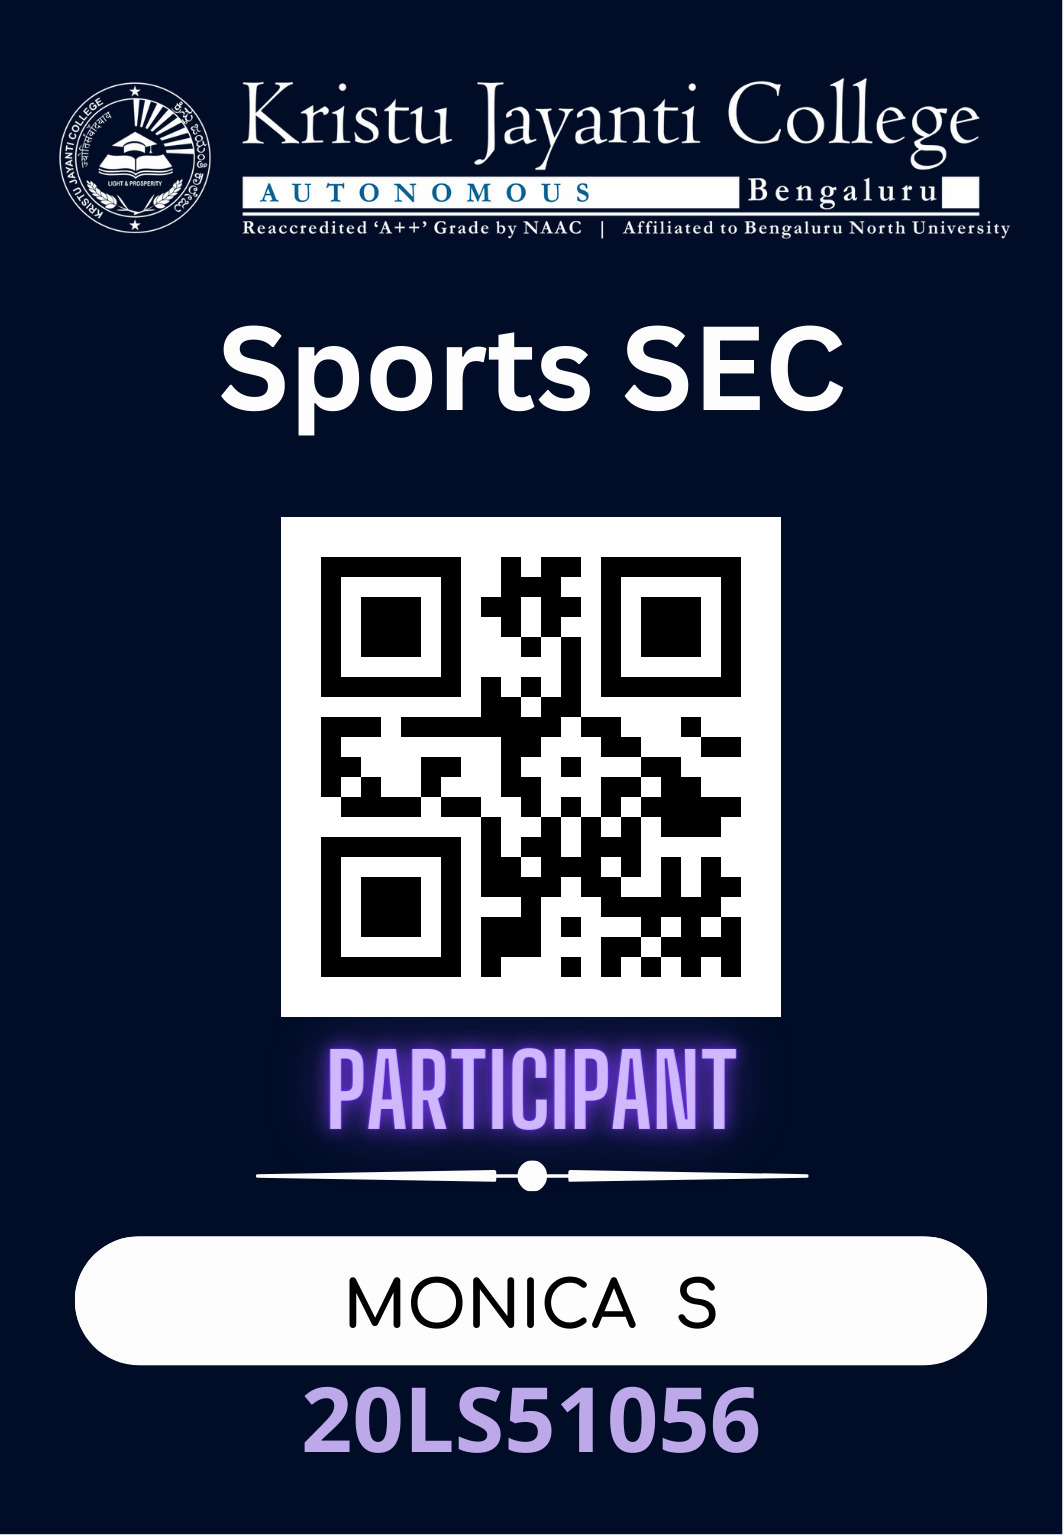 KRISTU JAYANTI COLLEGE
LIGHT & PROSPERITY
Kristu Jayanti College
AUTONOMOUS Bengaluru
Reaccredited ‘A++’ Grade by NAAC | Affiliated to Bengaluru North University
Sports SEC
PARTICIPANT
MONICA S
20LS51056